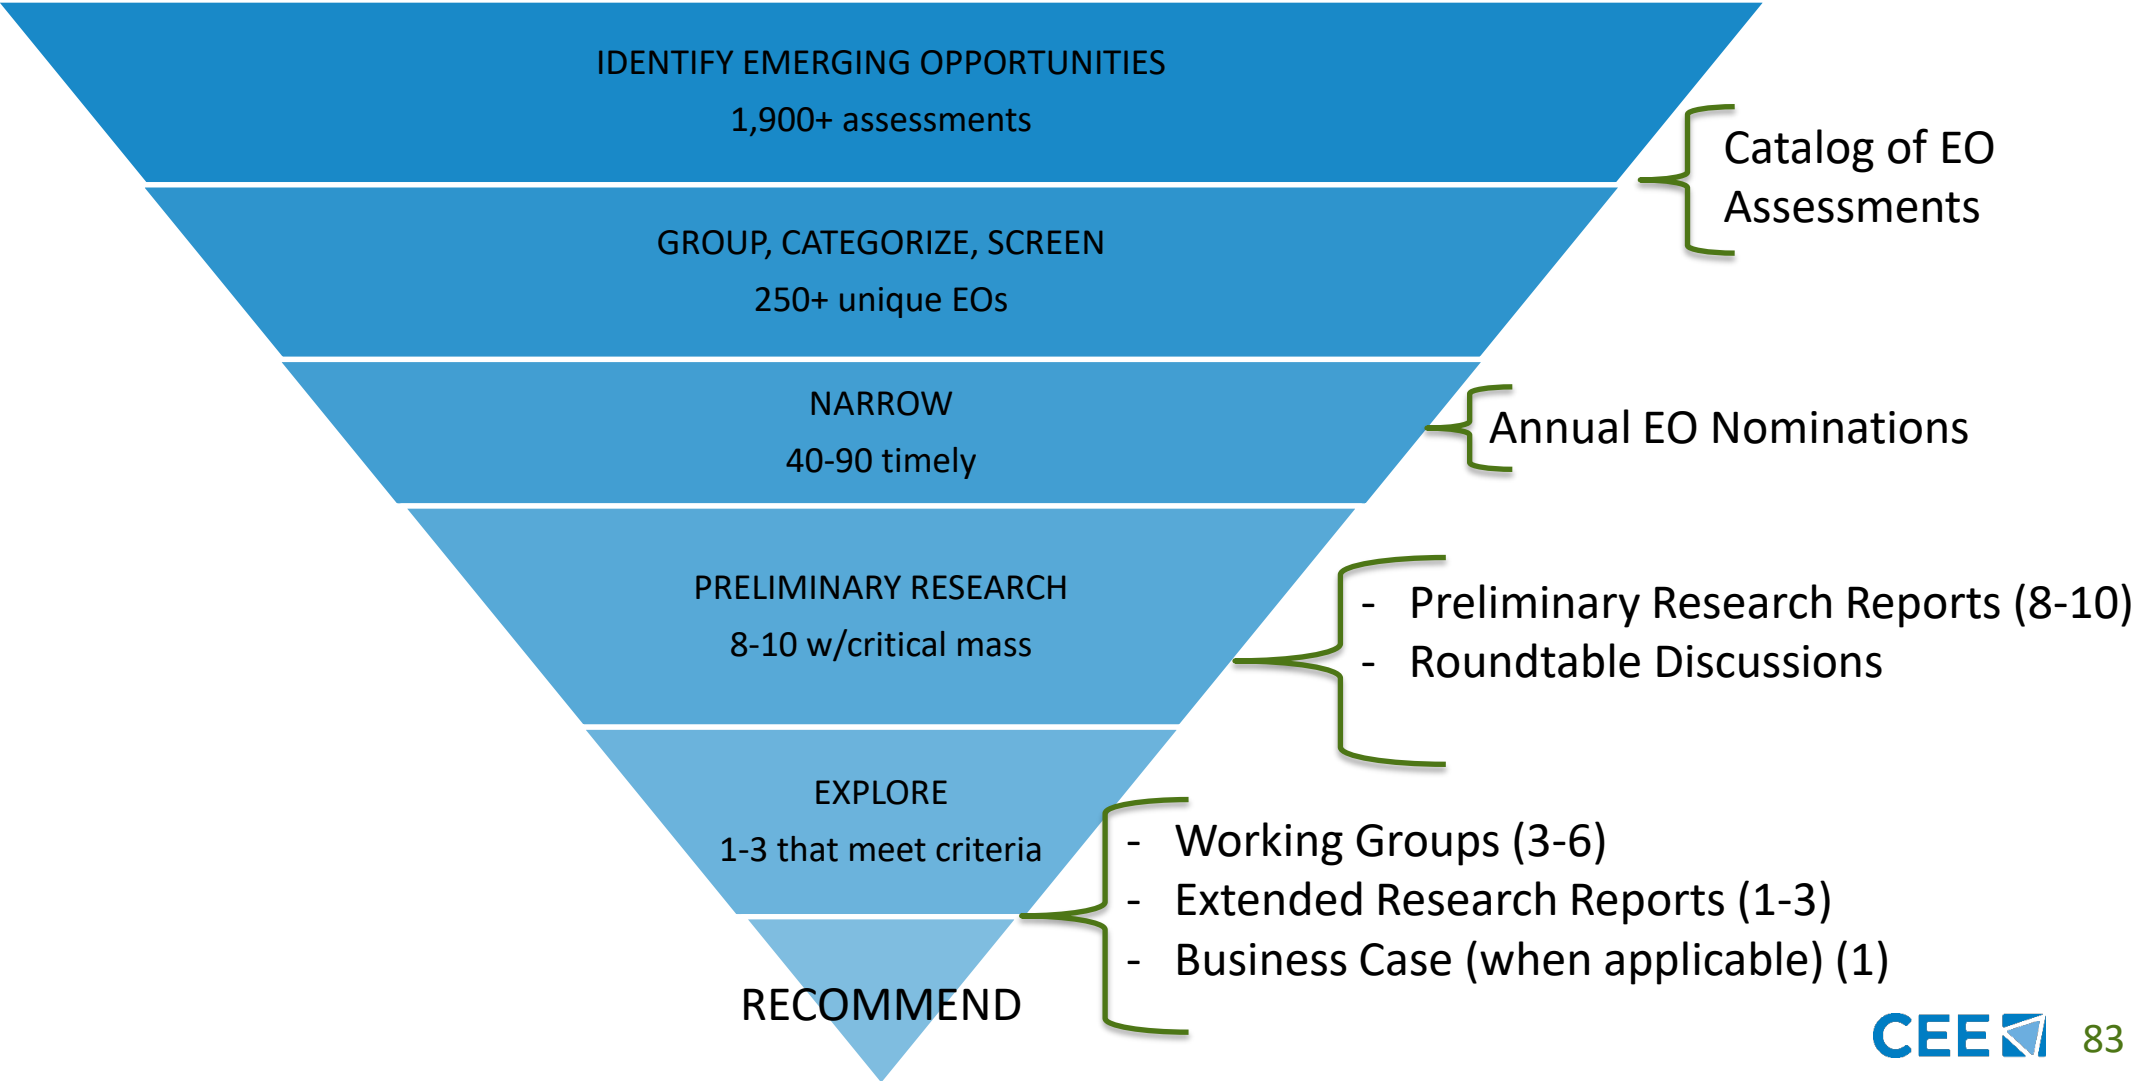 IDENTIFY EMERGING OPPORTUNITIES
1,900+ assessments
Catalog of EO
Assessments
GROUP, CATEGORIZE, SCREEN
250+ unique EOs
NARROW
40-90 timely
Annual EO Nominations
PRELIMINARY RESEARCH
8-10 w/critical mass
- Preliminary Research Reports (8-10)
- Roundtable Discussions
EXPLORE
1-3 that meet criteria
- Working Groups (3-6)
- Extended Research Reports (1-3)
- Business Case (when applicable) (1)
RECOMMEND
CEE
83